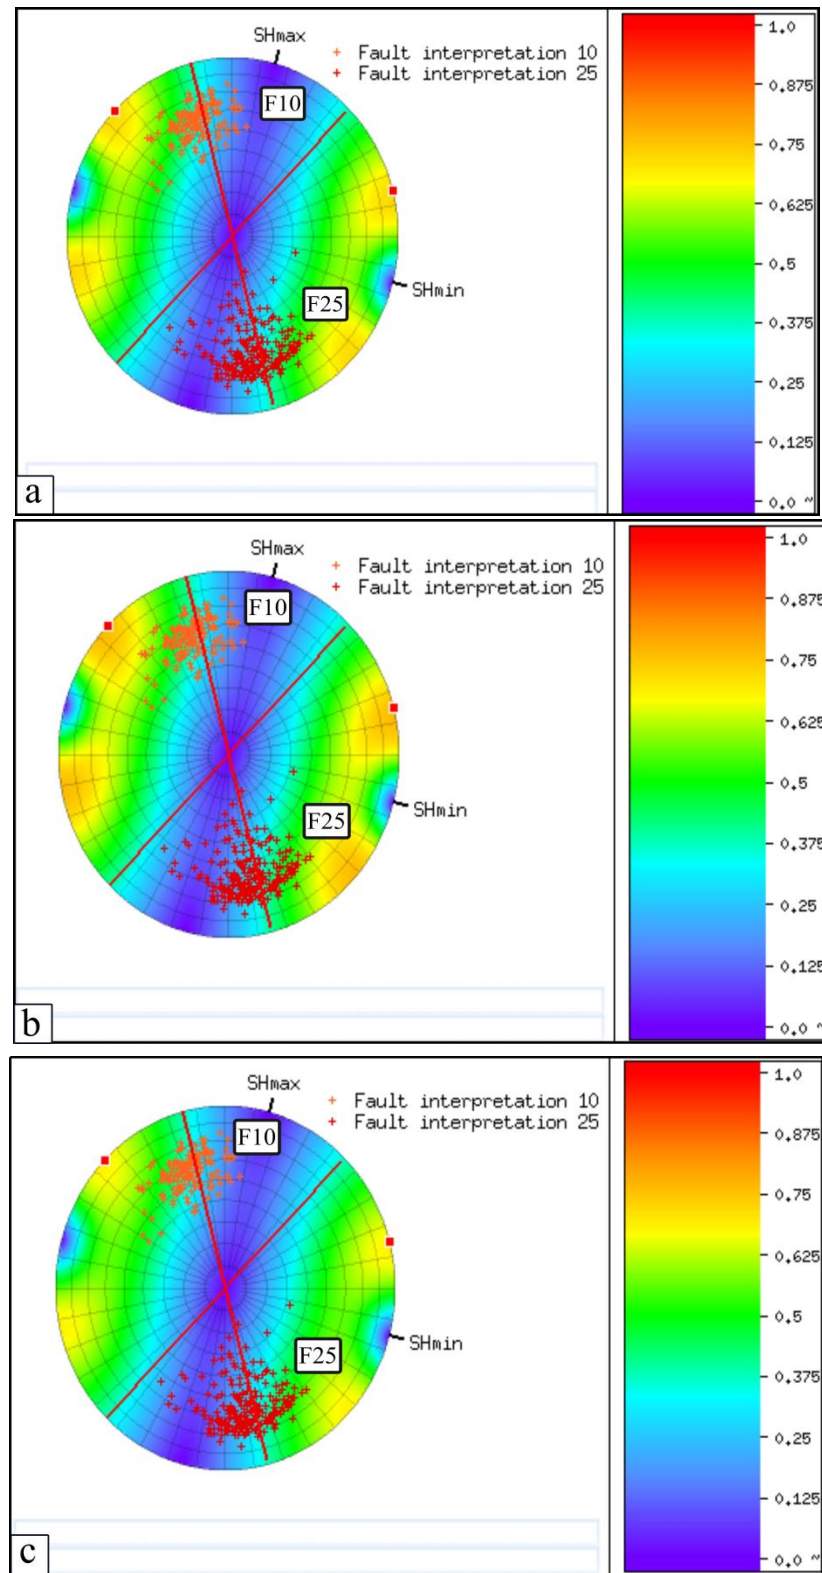 SHmax
+ Fault interpretation 10
+ Fault interpretation 25
F10
F25
SHmin
1.0
0.875
0.75
0.625
0.5
0.375
0.25
0.125
0.0 ~
a
SHmax
+ Fault interpretation 10
+ Fault interpretation 25
F10
F25
SHmin
1.0
0.875
0.75
0.625
0.5
0.375
0.25
0.125
0.0 ~
b
SHmax
+ Fault interpretation 10
+ Fault interpretation 25
F10
F25
SHmin
1.0
0.875
0.75
0.625
0.5
0.375
0.25
0.125
0.0 ~
c